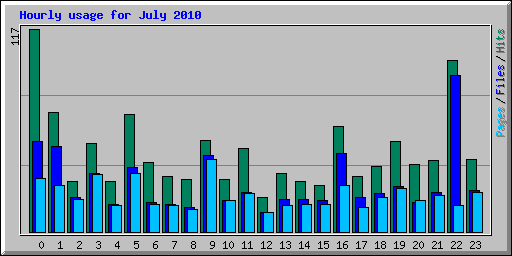 Hourly usage for July 2010
117
Pages/Files/Hits
0 1 2 3 4 5 6 7 8 9 10 11 12 13 14 15 16 17 18 19 20 21 22 23